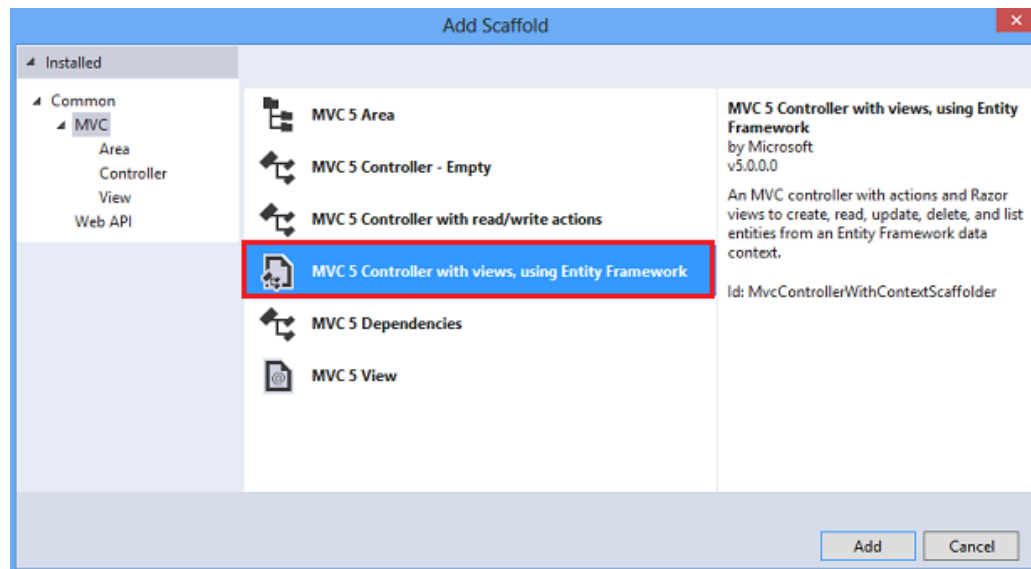 Add Scaffold
Installed
Common
MVC
Area
Controller
View
Web API
MVC 5 Area
MVC 5 Controller - Empty
MVC 5 Controller with read/write actions
MVC 5 Controller with views, using Entity Framework
MVC 5 Dependencies
@
MVC 5 View
MVC 5 Controller with views, using Entity
Framework
by Microsoft
v5.0.0.0
An MVC controller with actions and Razor
views to create, read, update, delete, and list
entities from an Entity Framework data
context.
Id: MvcControllerWithContextScaffolder
Add
Cancel